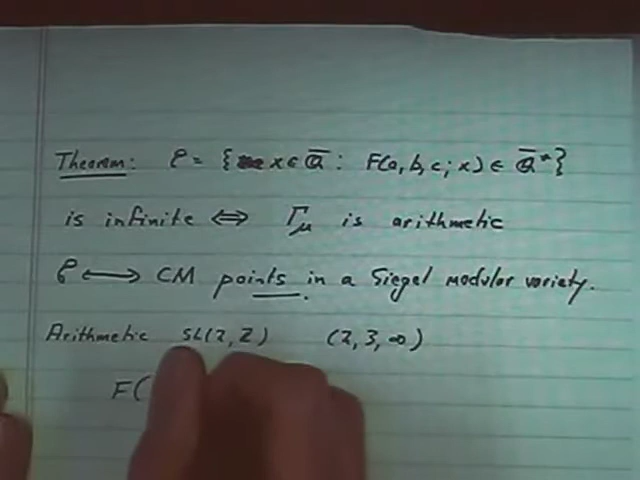 Theorem: 𝓔 = { x ∈ Q̄ : F(a, b, c; x) ∈ Q̄* }
is infinite ⇔ Γμ is arithmetic
𝓔 ⟷ CM points in a Siegel modular variety.
Arithmetic SL(2, Z) (2, 3, ∞)
F(